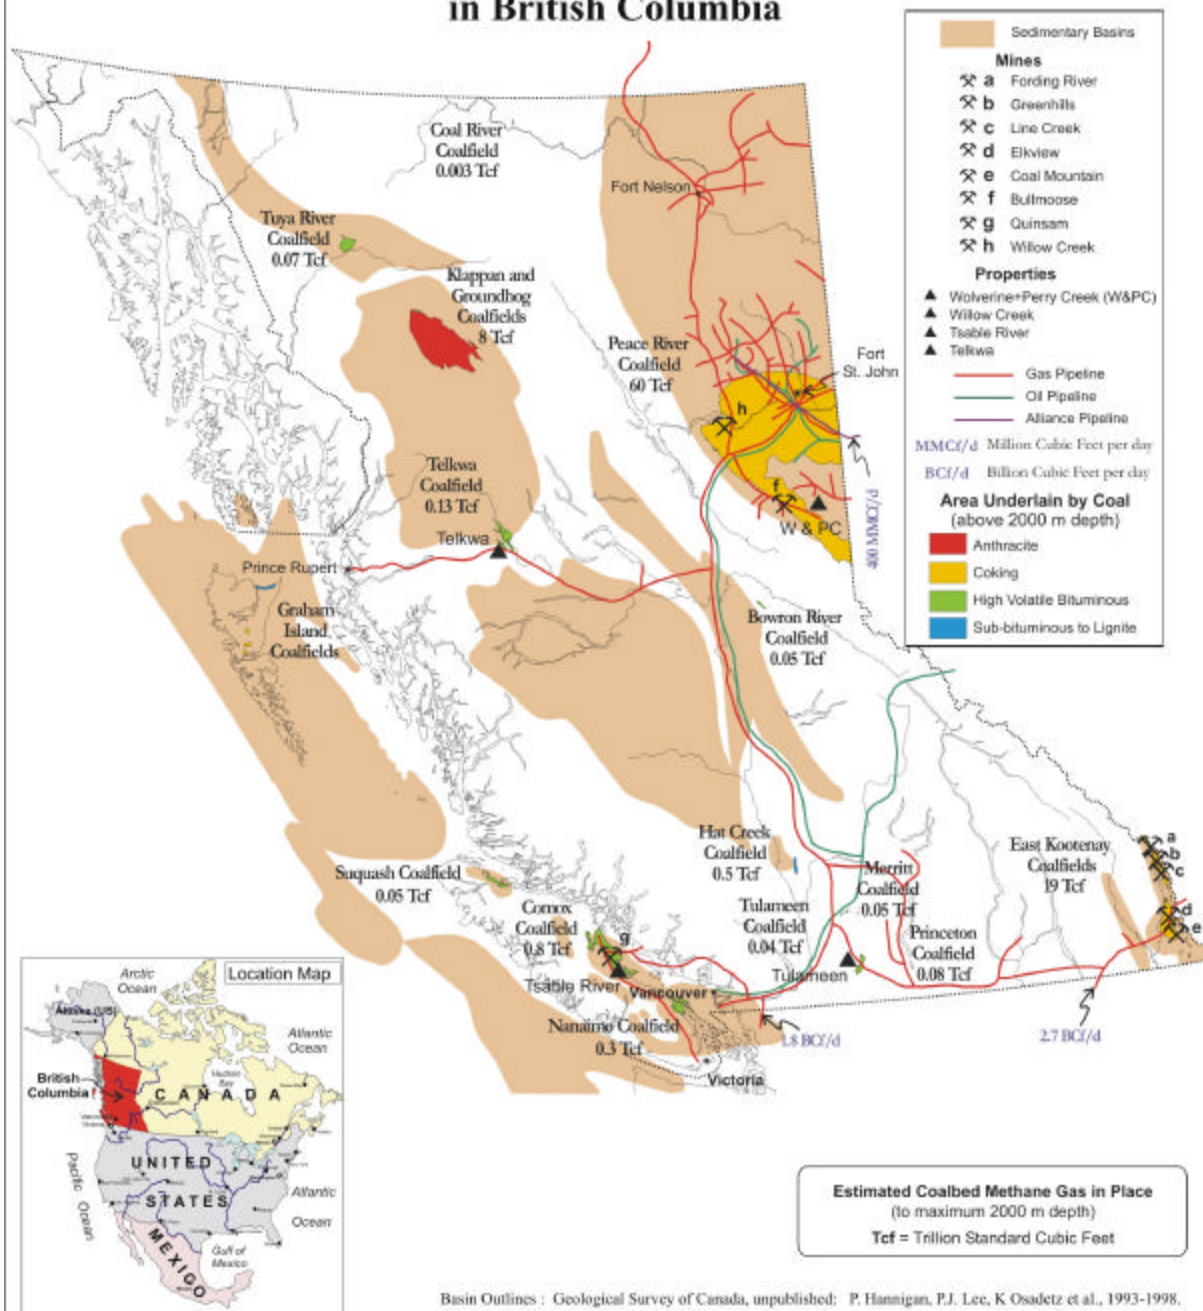 in British Columbia
Sedimentary Basins
Mines
a Fording River
b Greenhills
c Line Creek
d Elkview
e Coal Mountain
f Bullmoose
g Quinsam
h Willow Creek
Properties
Wolverine+Perry Creek (W&PC)
Willow Creek
Tsable River
Telkwa
Gas Pipeline
Oil Pipeline
Alliance Pipeline
MMCf/d Million Cubic Feet per day
BCf/d Billion Cubic Feet per day
Area Underlain by Coal
(above 2000 m depth)
Anthracite
Coking
High Volatile Bituminous
Sub-bituminous to Lignite
Coal River
Coalfield
0.003 Tcf
Fort Nelson
Tuya River
Coalfield
0.07 Tcf
Klappan and
Groundhog
Coalfields
8 Tcf
Peace River
Coalfield
60 Tcf
Fort
St. John
h
f
W & PC
400 MMCf/d
Telkwa
Coalfield
0.13 Tcf
Telkwa
Prince Rupert
Graham
Island
Coalfields
Bowron River
Coalfield
0.05 Tcf
Hat Creek
Coalfield
0.5 Tcf
Merritt
Coalfield
0.05 Tcf
East Kootenay
Coalfields
19 Tcf
a
b
c
d
e
Suquash Coalfield
0.05 Tcf
Comox
Coalfield
0.8 Tcf
g
Tulameen
Coalfield
0.04 Tcf
Princeton
Coalfield
0.08 Tcf
Tulameen
Tsable River
Vancouver
Nanaimo Coalfield
0.3 Tcf
1.8 BCf/d
2.7 BCf/d
Victoria
Location Map
Arctic
Ocean
Alaska (US)
Atlantic
Ocean
Hudson
Bay
British
Columbia
CANADA
UNITED
STATES
Pacific Ocean
Atlantic
Ocean
MEXICO
Gulf of
Mexico
Estimated Coalbed Methane Gas in Place
(to maximum 2000 m depth)
Tcf = Trillion Standard Cubic Feet
Basin Outlines : Geological Survey of Canada, unpublished: P. Hannigan, P.J. Lee, K Osadetz et al., 1993-1998.